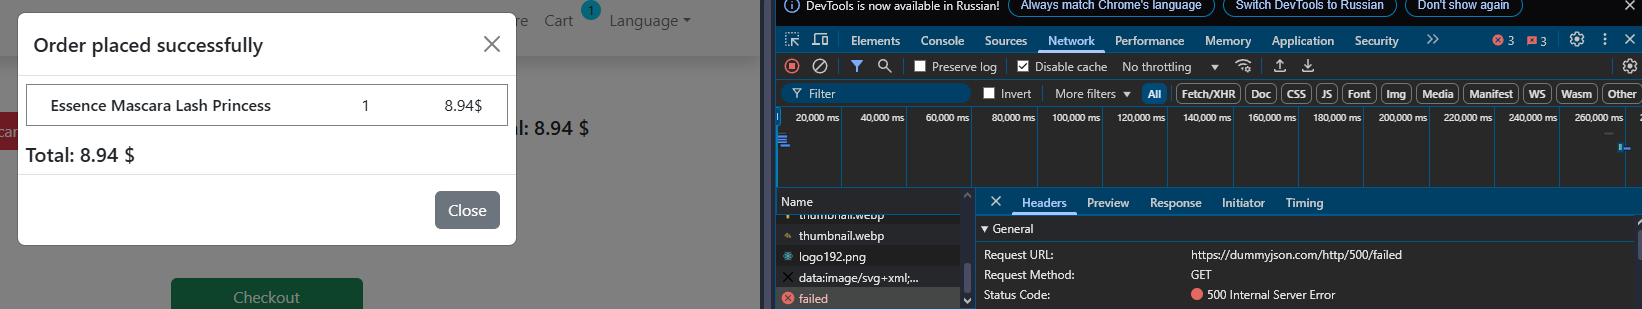 Order placed successfully
re Cart 1 Language
Essence Mascara Lash Princess 1 8.94$
Total: 8.94 $
Close
car
l: 8.94 $
Checkout
DevTools is now available in Russian! Always match Chrome's language Switch DevTools to Russian Don't show again
Elements Console Sources Network Performance Memory Application Security 3 3
Preserve log Disable cache No throttling
Filter Invert More filters All Fetch/XHR Doc CSS JS Font Img Media Manifest WS Wasm Other
20,000 ms 40,000 ms 60,000 ms 80,000 ms 100,000 ms 120,000 ms 140,000 ms 160,000 ms 180,000 ms 200,000 ms 220,000 ms 240,000 ms 260,000 ms
Name
thumbnail.webp
thumbnail.webp
logo192.png
data:image/svg+xml;...
failed
Headers Preview Response Initiator Timing
General
Request URL: https://dummyjson.com/http/500/failed
Request Method: GET
Status Code: 500 Internal Server Error